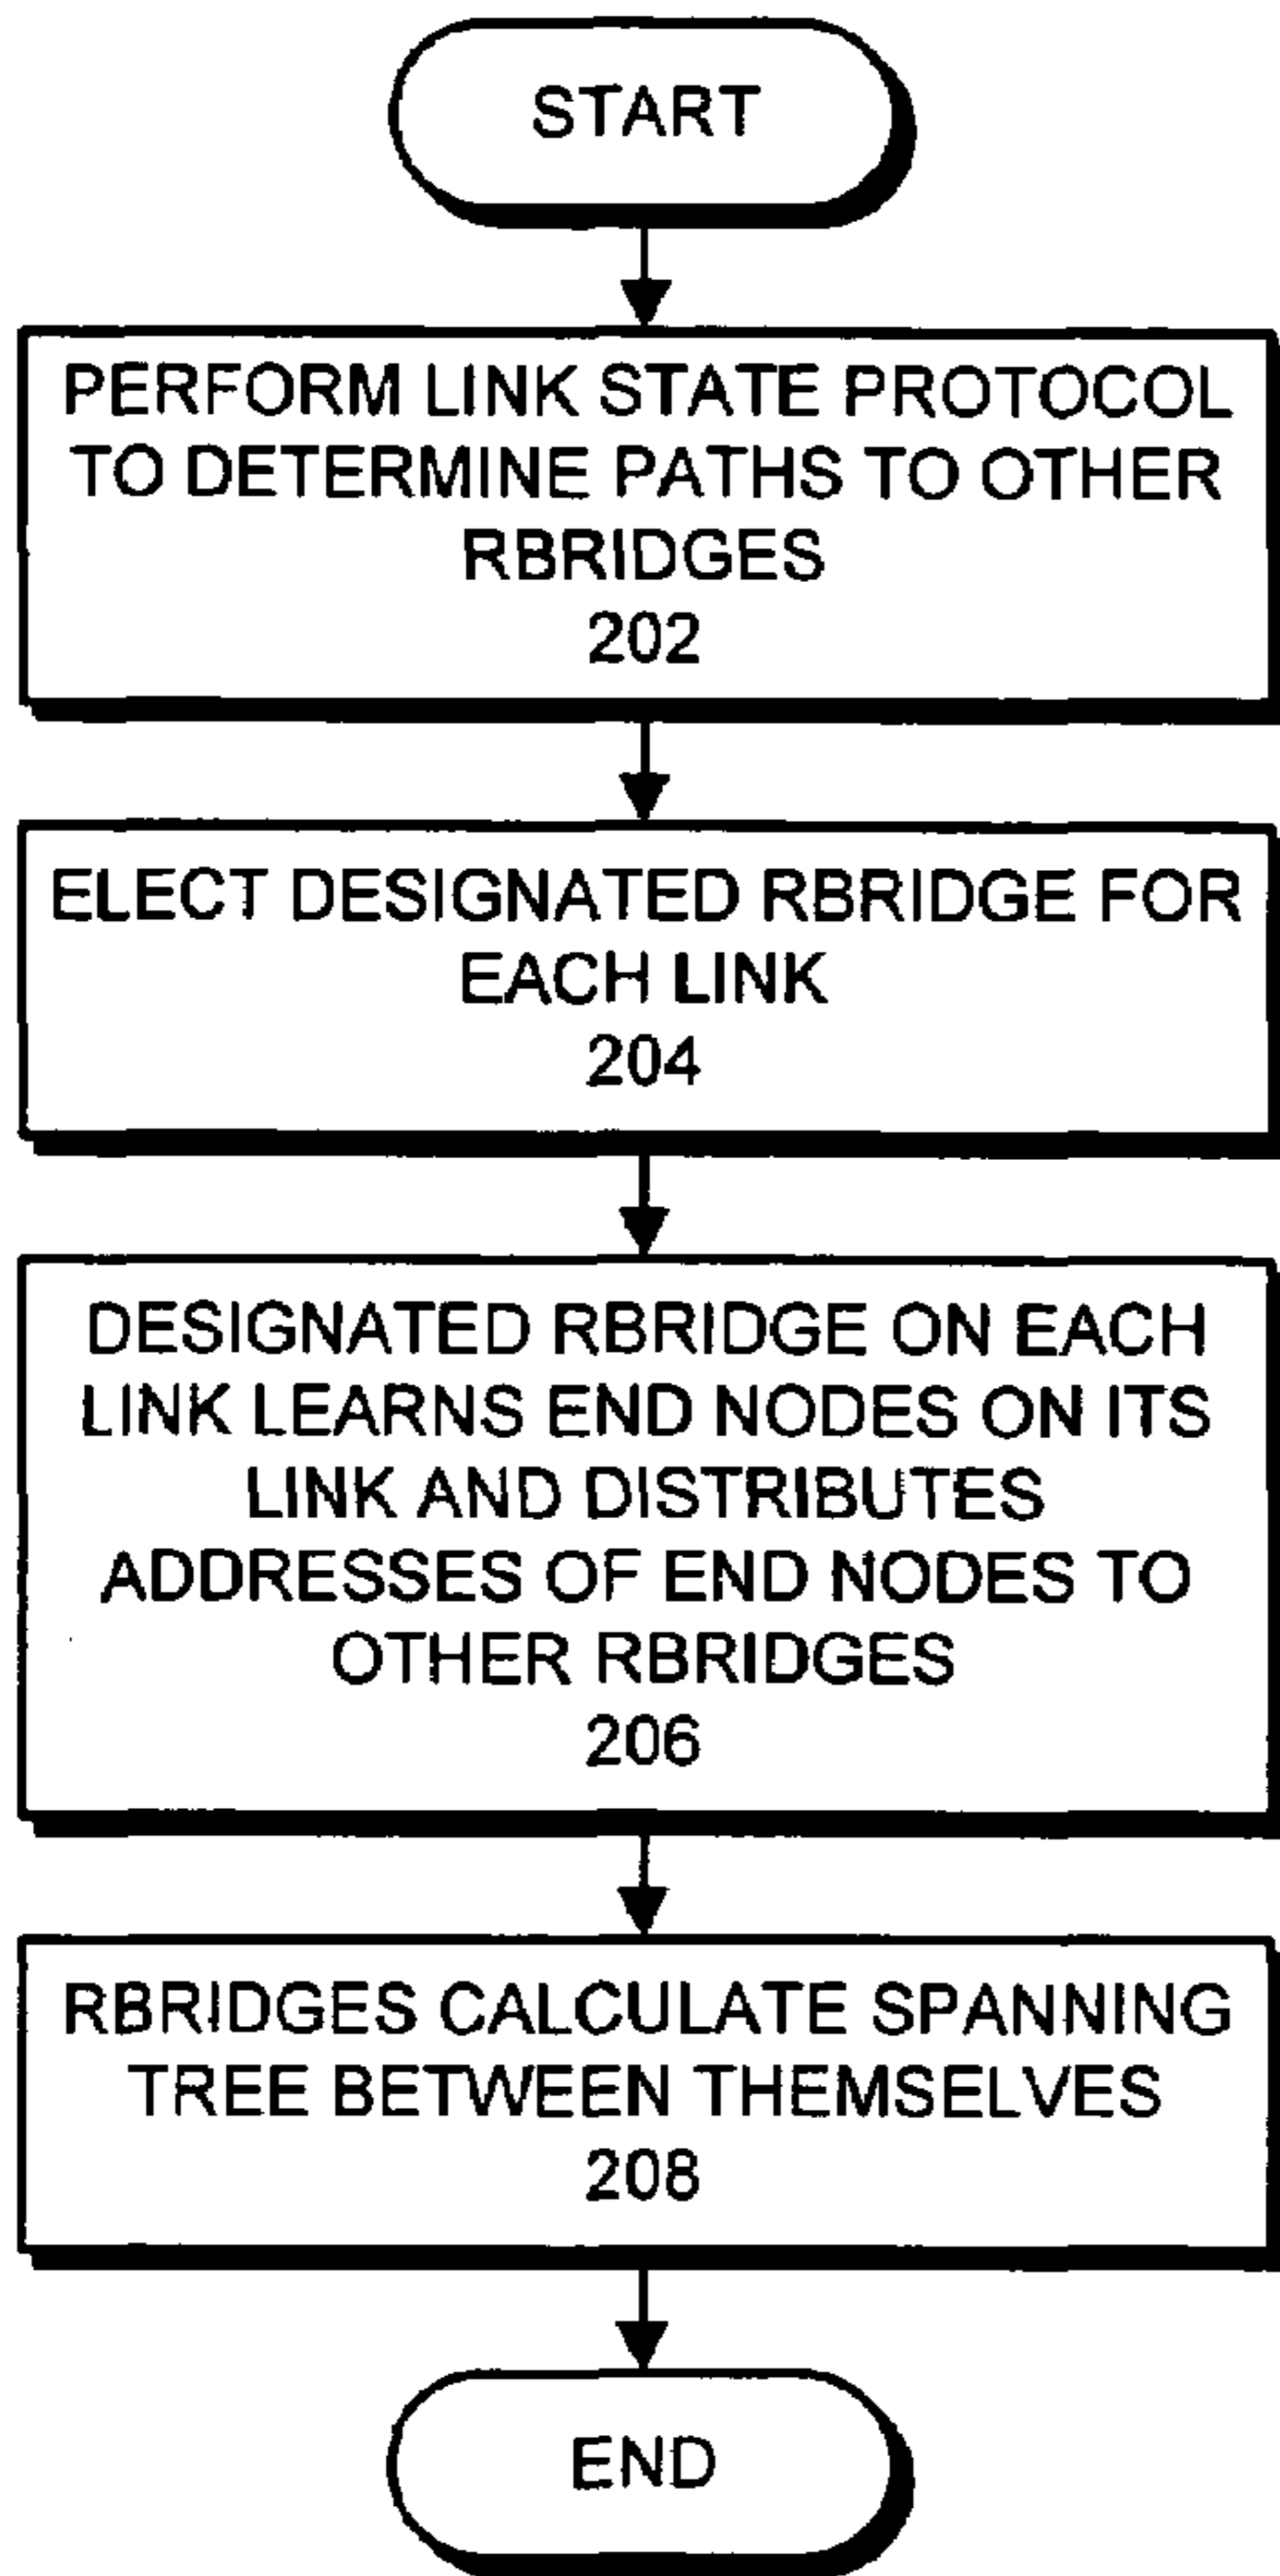 START
PERFORM LINK STATE PROTOCOL
TO DETERMINE PATHS TO OTHER
RBRIDGES
202
ELECT DESIGNATED RBRIDGE FOR
EACH LINK
204
DESIGNATED RBRIDGE ON EACH
LINK LEARNS END NODES ON ITS
LINK AND DISTRIBUTES
ADDRESSES OF END NODES TO
OTHER RBRIDGES
206
RBRIDGES CALCULATE SPANNING
TREE BETWEEN THEMSELVES
208
END